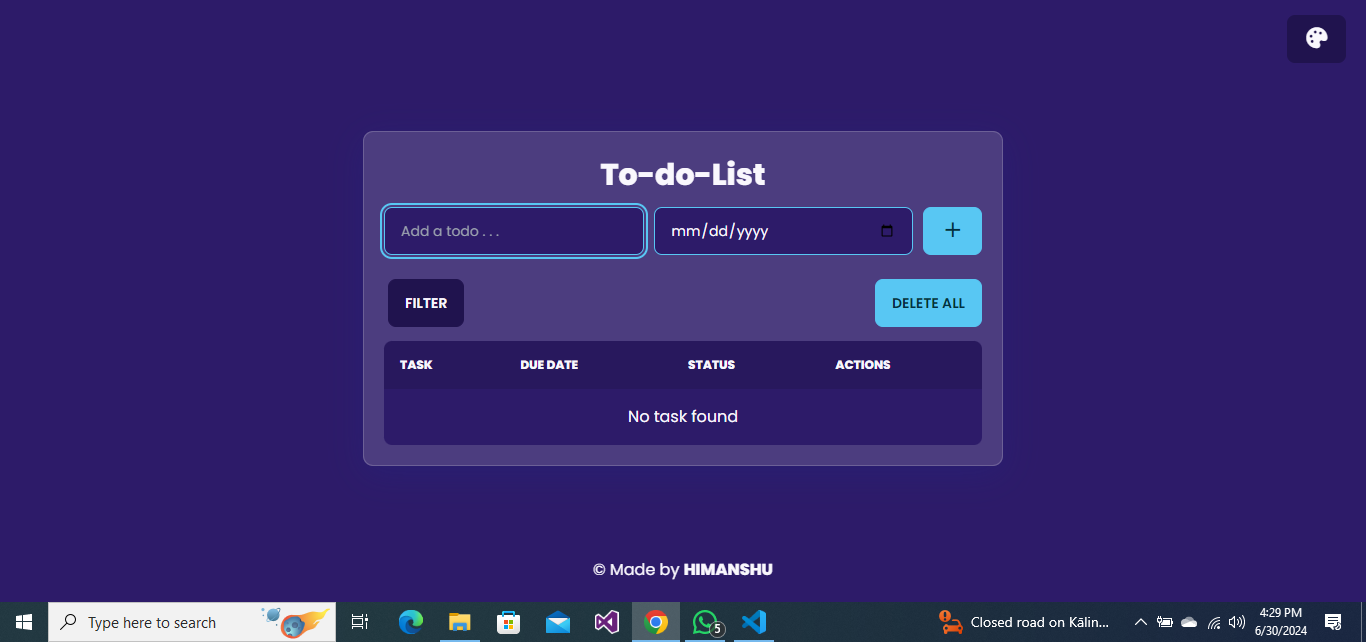 To-do-List
Add a todo . . .
mm/dd/yyyy
+
FILTER
DELETE ALL
TASK DUE DATE STATUS ACTIONS
No task found
© Made by HIMANSHU
Type here to search
5
Closed road on Kālin...
4:29 PM
6/30/2024